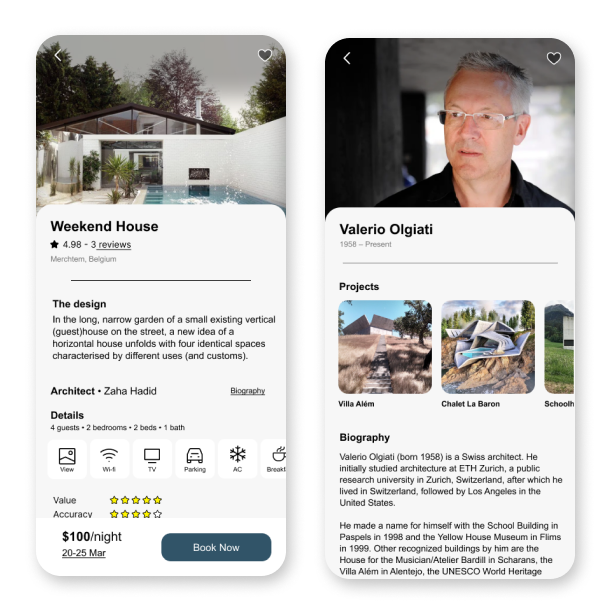 Weekend House
4.98 - 3 reviews
Merchtem, Belgium
The design
In the long, narrow garden of a small existing vertical
(guest)house on the street, a new idea of a
horizontal house unfolds with four identical spaces
characterised by different uses (and customs).
Architect • Zaha Hadid
Biography
Details
4 guests • 2 bedrooms • 2 beds • 1 bath
View
Wi-fi
TV
Parking
AC
Breakf
Value
Accuracy
$100/night
20-25 Mar
Book Now
Valerio Olgiati
1958 – Present
Projects
Villa Além
Chalet La Baron
Schoolh
Biography
Valerio Olgiati (born 1958) is a Swiss architect. He
initially studied architecture at ETH Zurich, a public
research university in Zurich, Switzerland, after which he
lived in Switzerland, followed by Los Angeles in the
United States.
He made a name for himself with the School Building in
Paspels in 1998 and the Yellow House Museum in Flims
in 1999. Other recognized buildings by him are the
House for the Musician/Atelier Bardill in Scharans, the
Villa Além in Alentejo, the UNESCO World Heritage